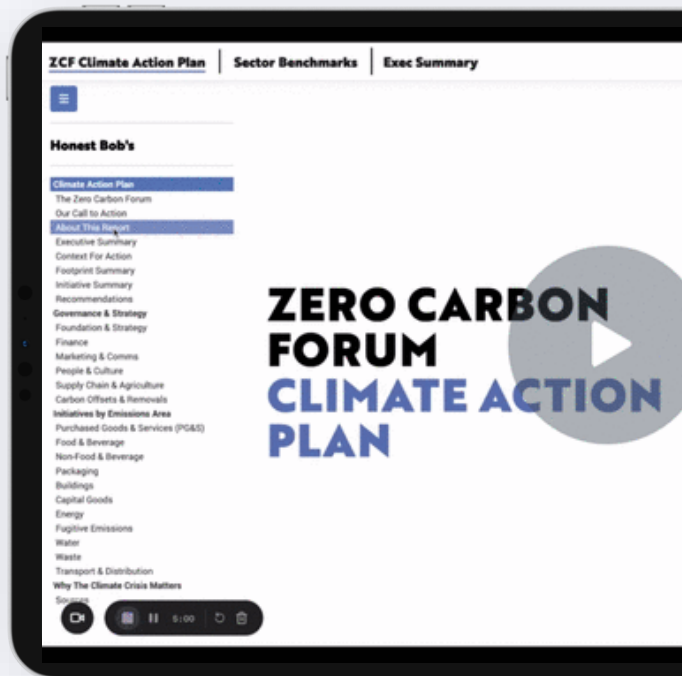 ZCF Climate Action Plan | Sector Benchmarks | Exec Summary
Honest Bob's
Climate Action Plan
The Zero Carbon Forum
Our Call to Action
About This Report
Executive Summary
Context For Action
Footprint Summary
Initiative Summary
Recommendations
Governance & Strategy
Foundation & Strategy
Finance
Marketing & Comms
People & Culture
Supply Chain & Agriculture
Carbon Offsets & Removals
Initiatives by Emissions Area
Purchased Goods & Services (PG&S)
Food & Beverage
Non-Food & Beverage
Packaging
Buildings
Capital Goods
Energy
Fugitive Emissions
Water
Waste
Transport & Distribution
Why The Climate Crisis Matters
Sources
5:00
ZERO CARBON
FORUM
CLIMATE ACTION
PLAN